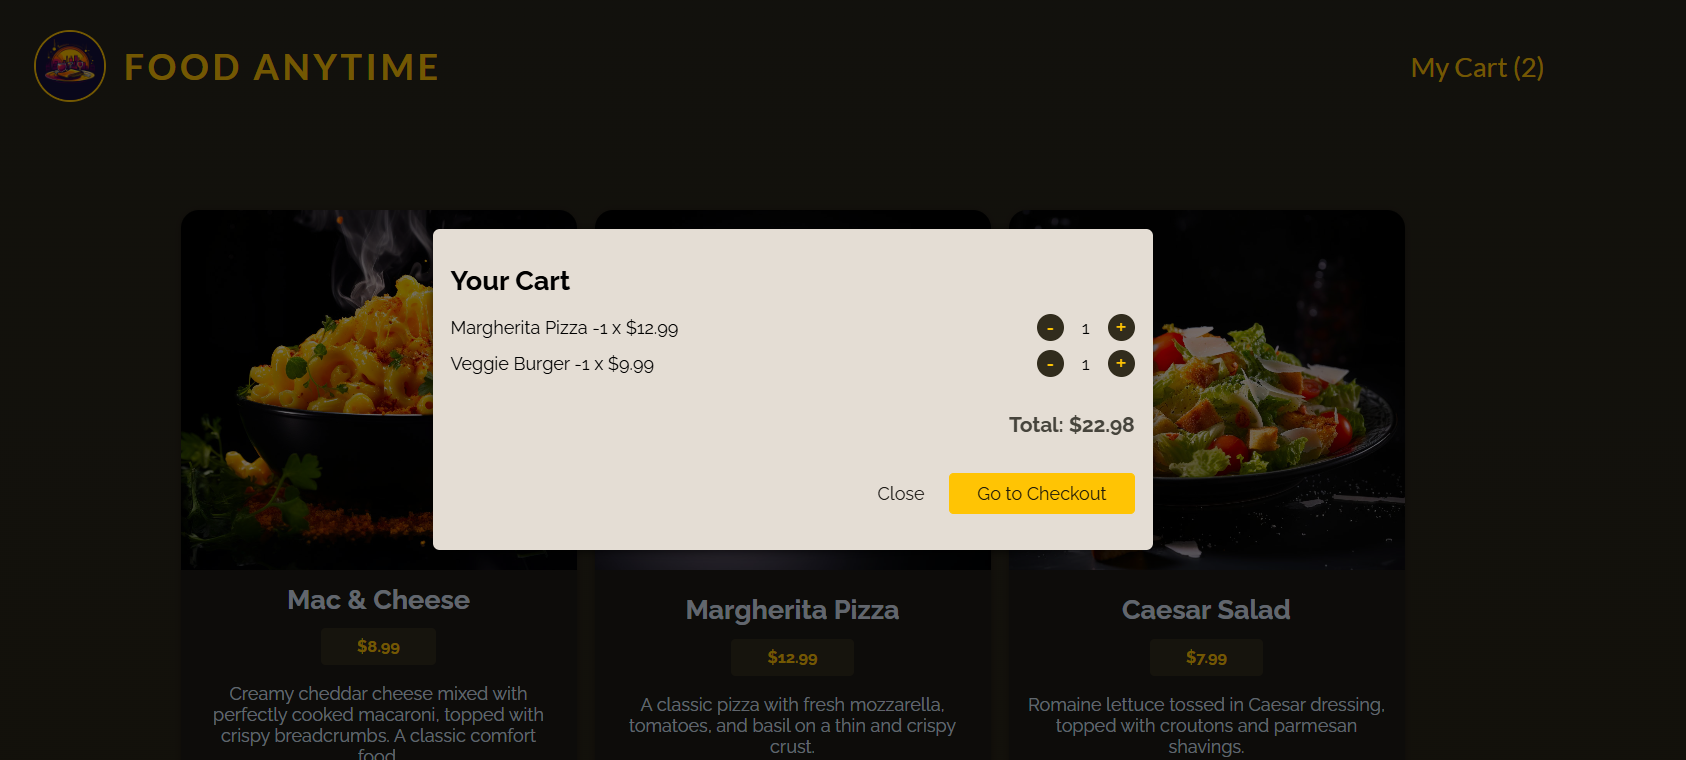 FOOD ANYTIME
My Cart (2)
Your Cart
Margherita Pizza -1 x $12.99
- 1 +
Veggie Burger -1 x $9.99
- 1 +
Total: $22.98
Close
Go to Checkout
Mac & Cheese
$8.99
Creamy cheddar cheese mixed with
perfectly cooked macaroni, topped with
crispy breadcrumbs. A classic comfort
food.
Margherita Pizza
$12.99
A classic pizza with fresh mozzarella,
tomatoes, and basil on a thin and crispy
crust.
Caesar Salad
$7.99
Romaine lettuce tossed in Caesar dressing,
topped with croutons and parmesan
shavings.